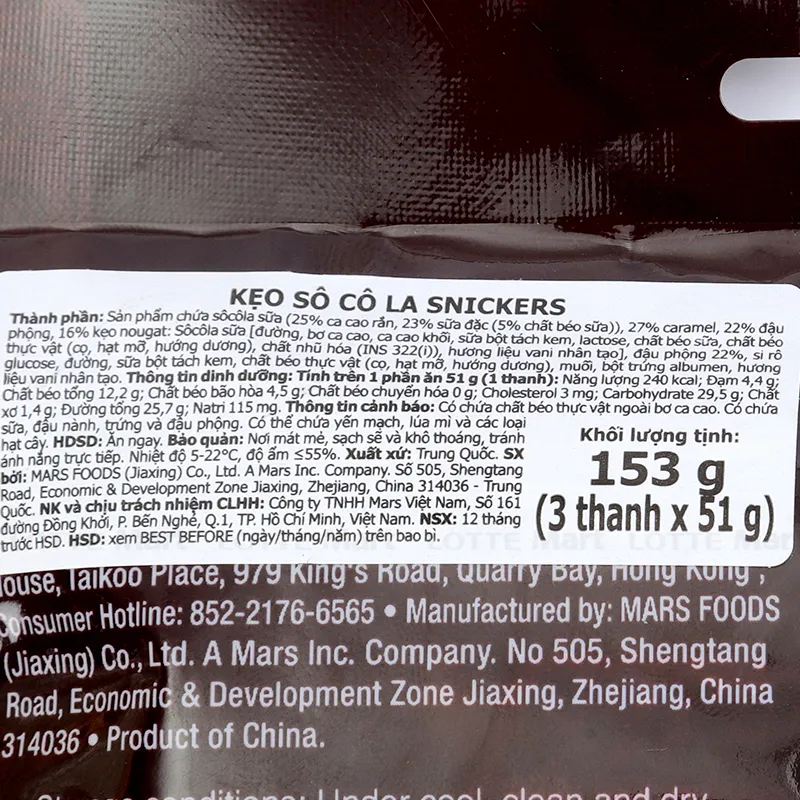 KẸO SÔ CÔ LA SNICKERS
Thành phần: Sản phẩm chứa sôcôla sữa (25% ca cao rắn, 23% sữa đặc (5% chất béo sữa)), 27% caramel, 22% đậu
phộng, 16% kẹo nougat: Sôcôla sữa [đường, bơ ca cao, ca cao khối, sữa bột tách kem, lactose, chất béo sữa, chất béo
thực vật (cọ, hạt mỡ, hướng dương), chất nhũ hóa (INS 322(i)), hương liệu vani nhân tạo], đậu phộng 22%, si rô
glucose, đường, sữa bột tách kem, chất béo thực vật (cọ, hạt mỡ, hướng dương), muối, bột trứng albumen, hương
liệu vani nhân tạo. Thông tin dinh dưỡng: Tính trên 1 phần ăn 51 g (1 thanh): Năng lượng 240 kcal; Đạm 4,4 g;
Chất béo tổng 12,2 g; Chất béo bão hòa 4,5 g; Chất béo chuyển hóa 0 g; Cholesterol 3 mg; Carbohydrate 29,5 g; Chất
xơ 1,4 g; Đường tổng 25,7 g; Natri 115 mg. Thông tin cảnh báo: Có chứa chất béo thực vật ngoài bơ ca cao. Có chứa
sữa, đậu nành, trứng và đậu phộng. Có thể chứa yến mạch, lúa mì và các loại
hạt cây. HDSD: Ăn ngay. Bảo quản: Nơi mát mẻ, sạch sẽ và khô thoáng, tránh
ánh nắng trực tiếp. Nhiệt độ 5-22°C, độ ẩm ≤55%. Xuất xứ: Trung Quốc. SX
bởi: MARS FOODS (Jiaxing) Co., Ltd. A Mars Inc. Company. Số 505, Shengtang
Road, Economic & Development Zone Jiaxing, Zhejiang, China 314036 - Trung
Quốc. NK và chịu trách nhiệm CLHH: Công ty TNHH Mars Việt Nam, Số 161
đường Đồng Khởi, P. Bến Nghé, Q.1, TP. Hồ Chí Minh, Việt Nam. NSX: 12 tháng
trước HSD. HSD: xem BEST BEFORE (ngày/tháng/năm) trên bao bì.
Khối lượng tịnh:
153 g
(3 thanh x 51 g)
LOTTE Mart LOTTE Mart
House, Taikoo Place, 979 King's Road, Quarry Bay, Hong Kong ,
Consumer Hotline: 852-2176-6565 • Manufactured by: MARS FOODS
(Jiaxing) Co., Ltd. A Mars Inc. Company. No 505, Shengtang
Road, Economic & Development Zone Jiaxing, Zhejiang, China
314036 • Product of China.
conditions: Under cool, clean and dry